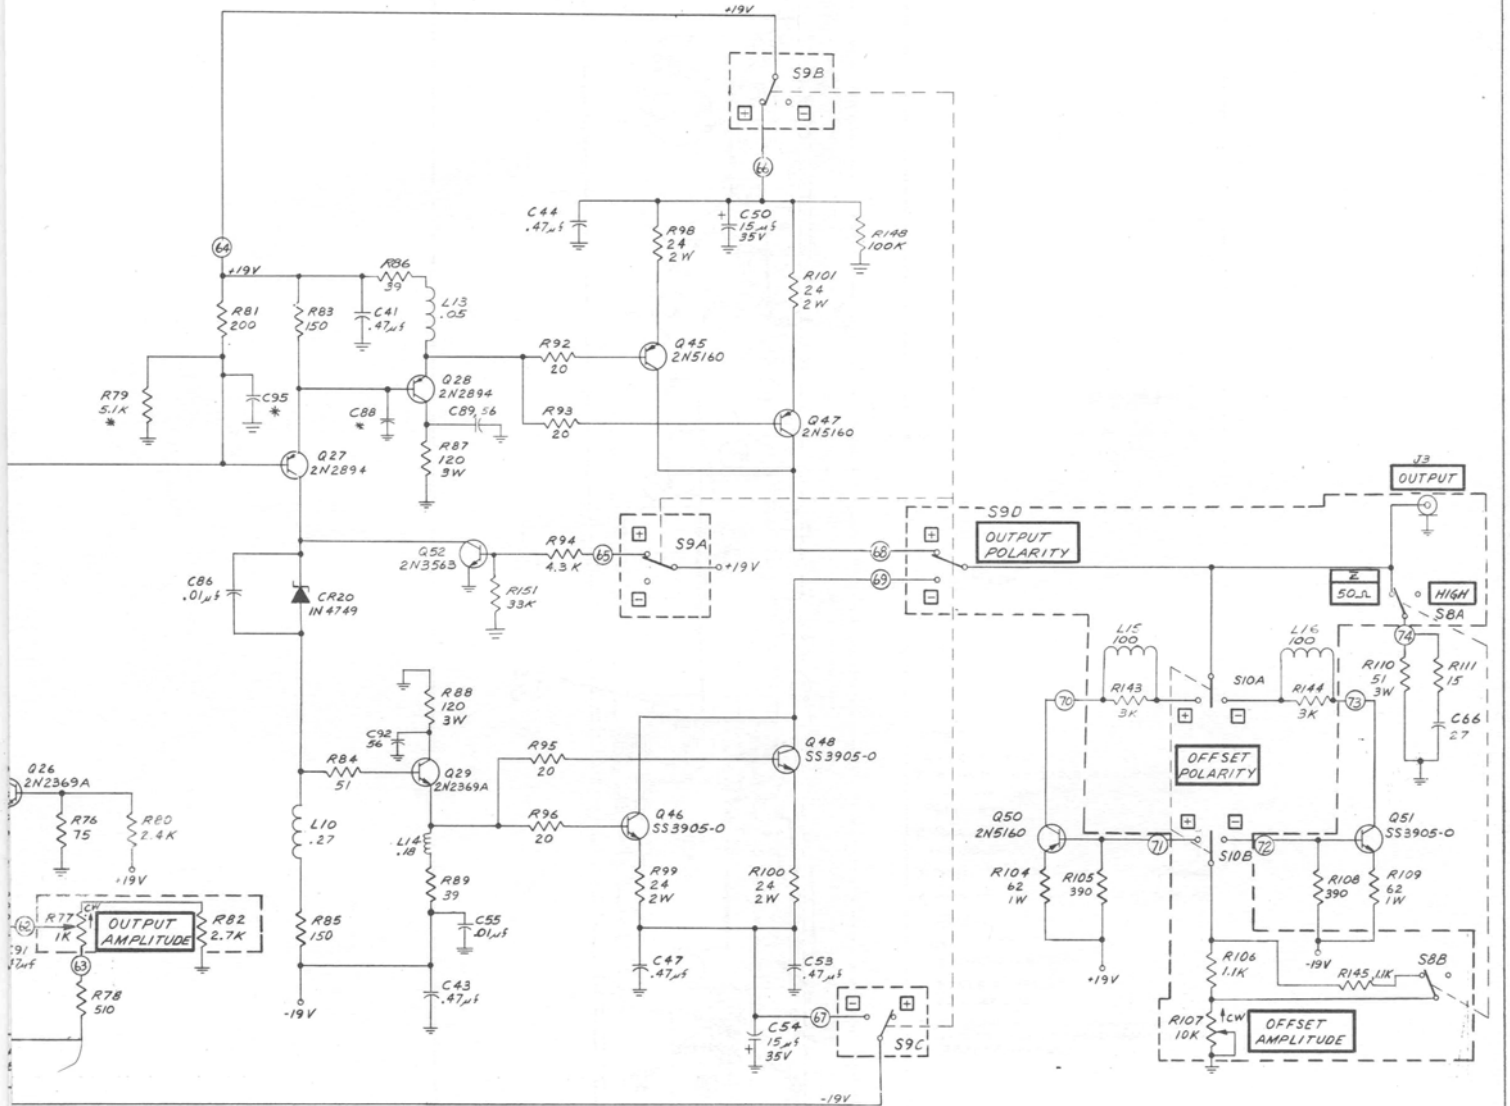 +19V
S9B
+
-
66
C44
.47µf
R98
24
2W
+
C50
15µf
35V
R148
100K
64
+19V
R86
39
R101
24
2W
R81
200
R83
150
C41
.47µf
L13
.05
R92
20
Q45
2N5160
R79
5.1K
*
C95
*
Q28
2N2894
C88
*
C89, 56
R93
20
Q47
2N5160
R87
120
3W
Q27
2N2894
J3
OUTPUT
S9D
+
OUTPUT
POLARITY
-
Q52
2N3563
R94
4.3K
65
+
S9A
+19V
-
68
69
C86
.01µf
CR20
IN4749
R151
33K
Z
50Ω
HIGH
S8A
74
L15
100
L16
100
R110
51
3W
R111
15
R88
120
3W
70
R143
3K
S10A
+
-
R144
3K
73
C66
27
C92
56
Q26
2N2369A
R84
51
Q29
2N2369A
R95
20
Q48
SS3905-0
OFFSET
POLARITY
R76
75
R80
2.4K
+19V
L10
.27
L14
.18
R96
20
Q46
SS3905-0
Q50
2N5160
71
+
-
S10B
72
Q51
SS3905-0
R89
39
R99
24
2W
R100
24
2W
R104
62
1W
R105
390
R108
390
R109
62
1W
62
R77
1K
CW
OUTPUT
AMPLITUDE
R82
2.7K
R85
150
C55
.01µf
63
R78
510
C43
.47µf
-19V
C47
.47µf
C53
.47µf
+19V
R106
1.1K
-19V
R145
1.1K
S8B
67
-
+
S9C
C54
15µf
35V
+
R107
10K
CW
OFFSET
AMPLITUDE
-19V